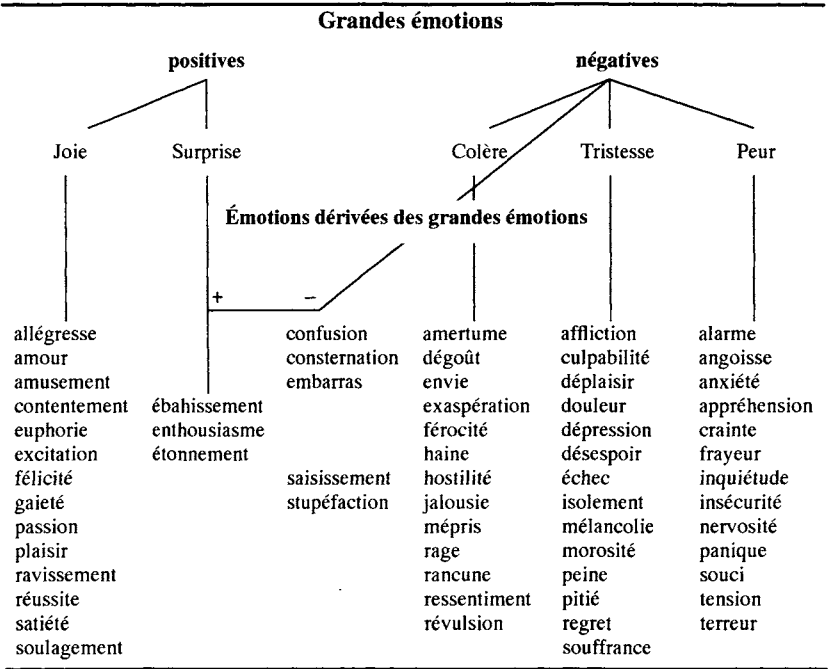 Grandes émotions
positives négatives
Joie Surprise Colère Tristesse Peur
Émotions dérivées des grandes émotions
+ −
allégresse confusion amertume affliction alarme
amour consternation dégoût culpabilité angoisse
amusement embarras envie déplaisir anxiété
contentement ébahissement exaspération douleur appréhension
euphorie enthousiasme férocité dépression crainte
excitation étonnement haine désespoir frayeur
félicité saisissement hostilité échec inquiétude
gaieté stupéfaction jalousie isolement insécurité
passion mépris mélancolie nervosité
plaisir rage morosité panique
ravissement rancune peine souci
réussite ressentiment pitié tension
satiété révulsion regret terreur
soulagement souffrance